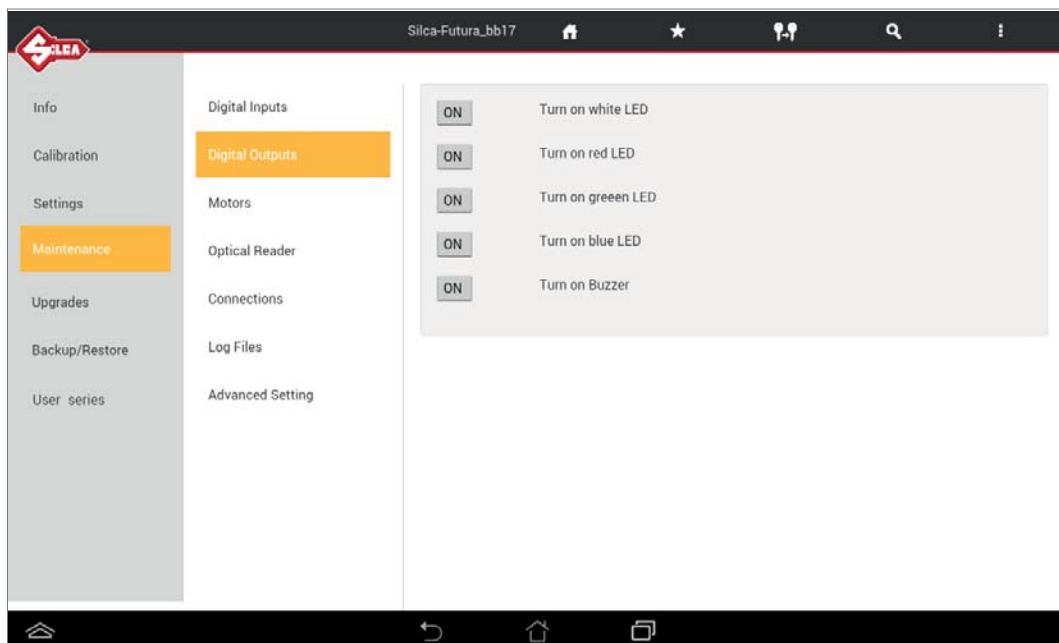 SILCA
Silca-Futura_bb17
Info
Calibration
Settings
Maintenance
Upgrades
Backup/Restore
User series
Digital Inputs
Digital Outputs
Motors
Optical Reader
Connections
Log Files
Advanced Setting
ON Turn on white LED
ON Turn on red LED
ON Turn on greeen LED
ON Turn on blue LED
ON Turn on Buzzer